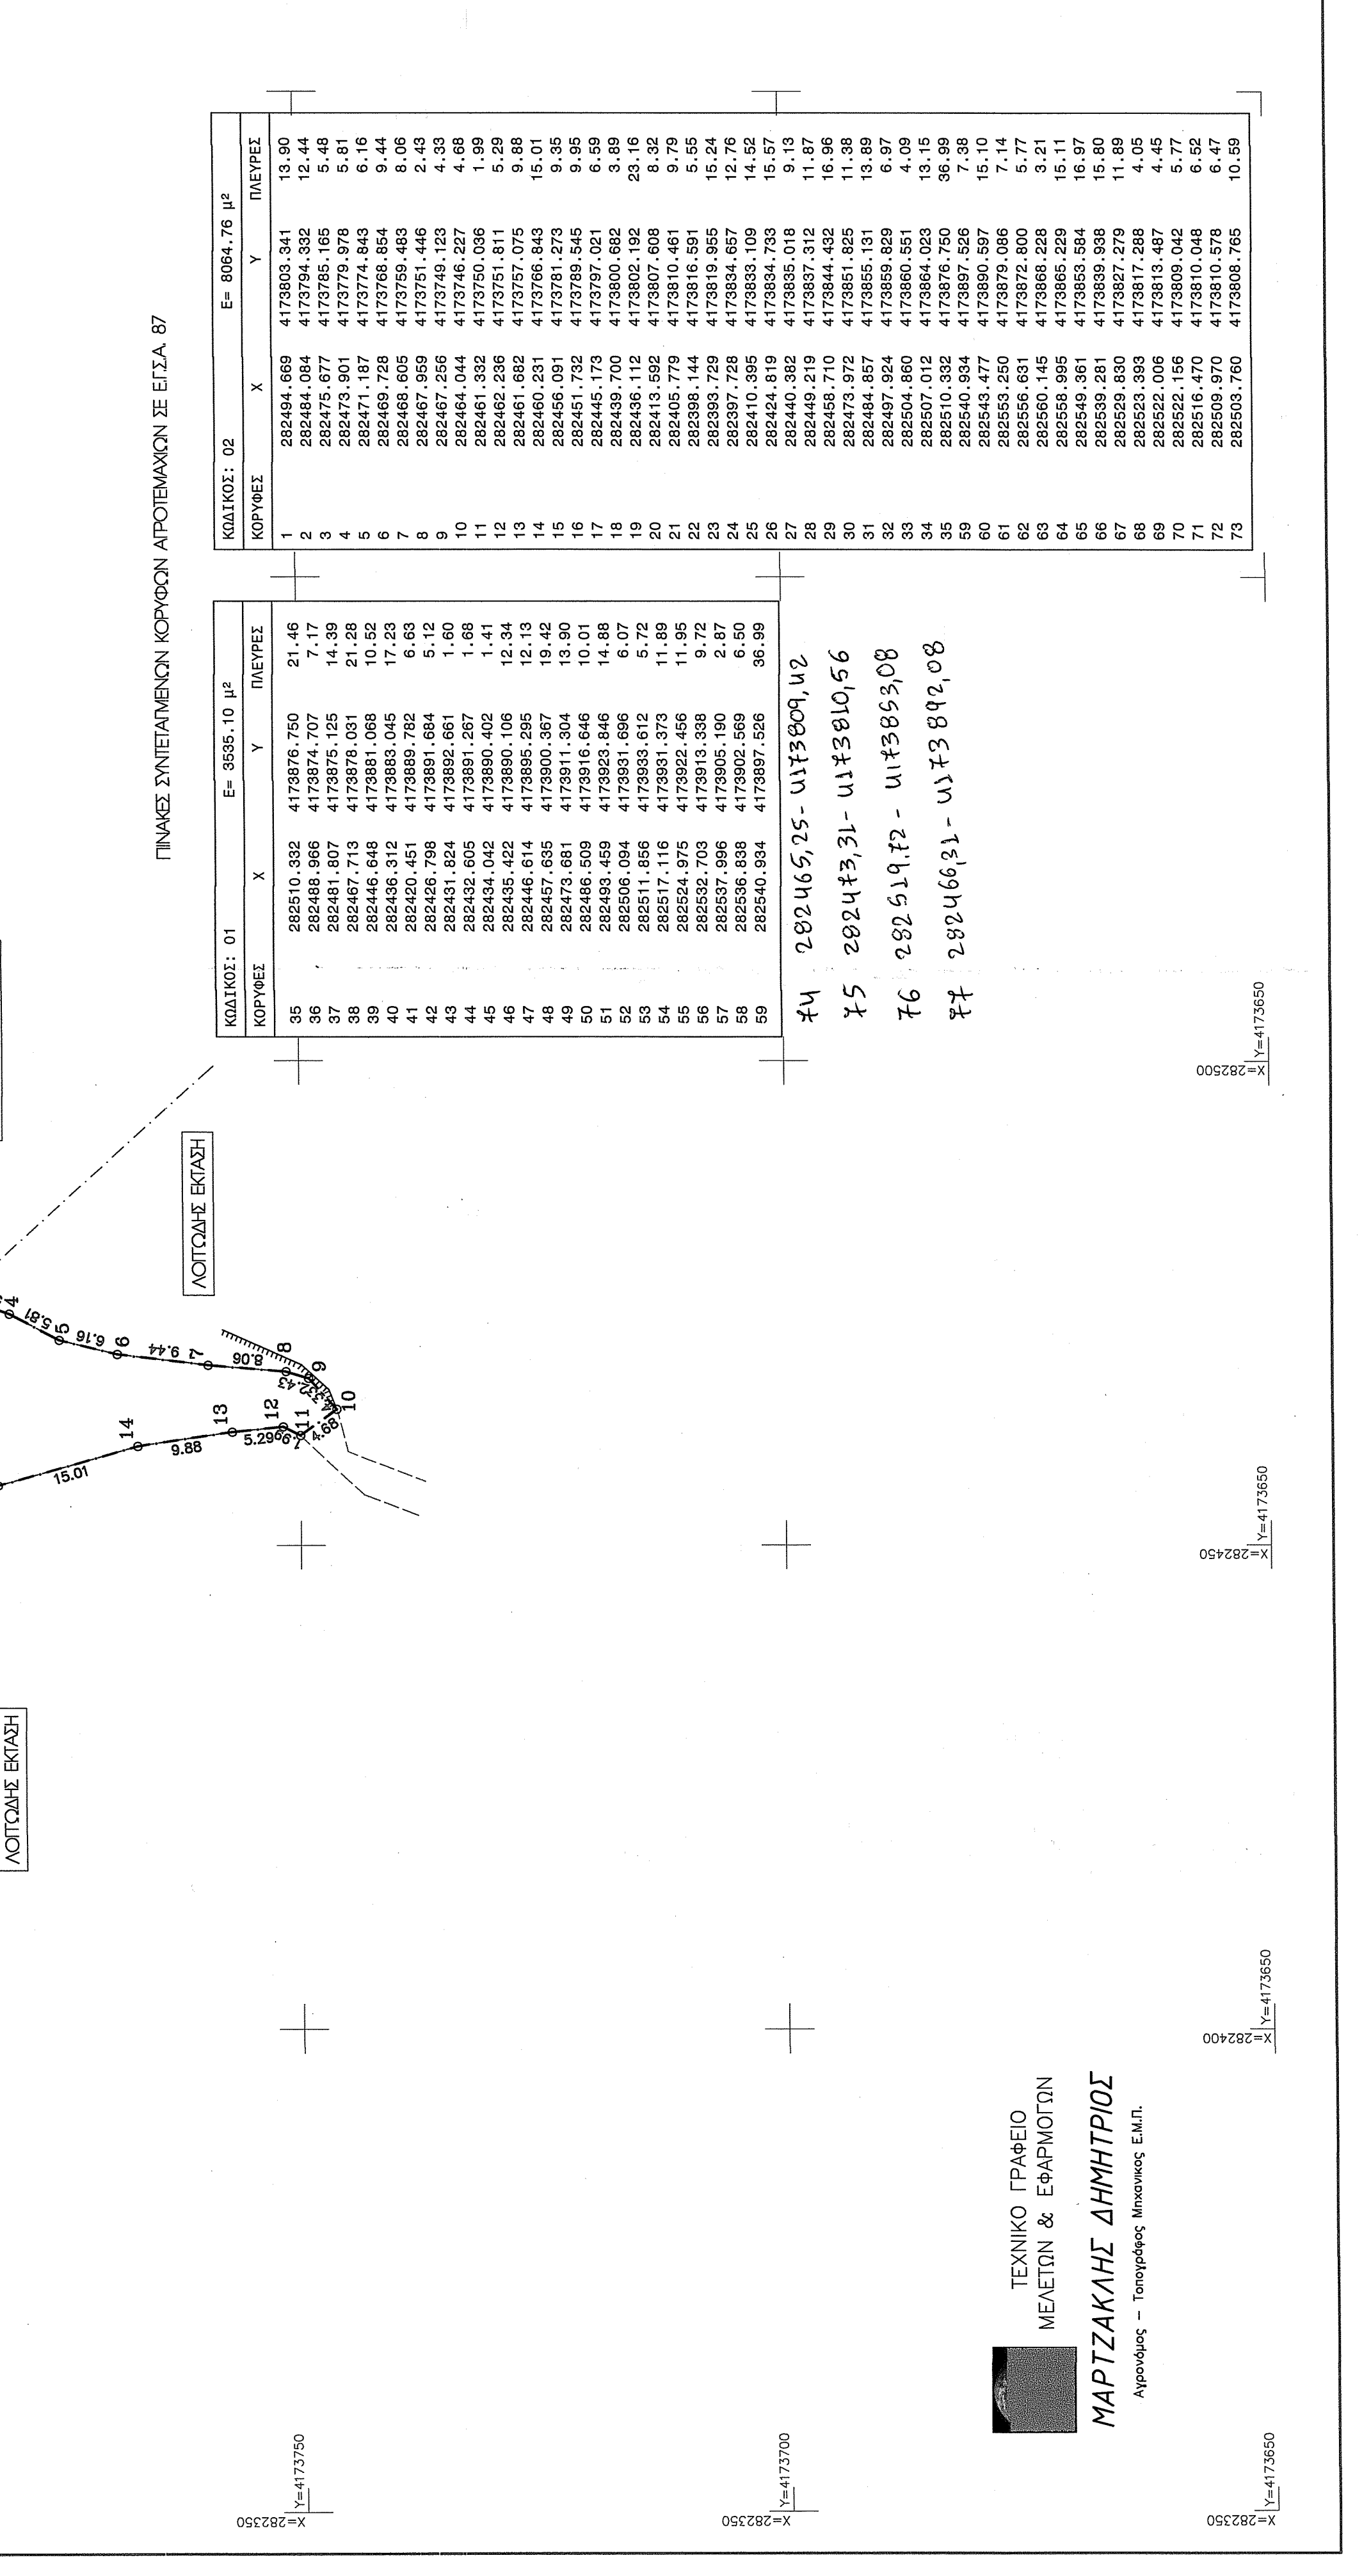 ΠΙΝΑΚΕΣ ΣΥΝΤΕΤΑΓΜΕΝΩΝ ΚΟΡΥΦΩΝ ΑΓΡΟΤΕΜΑΧΙΩΝ ΣΕ Ε.Γ.Σ.Α. 87
ΚΩΔΙΚΟΣ: 01 Ε= 3535.10 μ²
ΚΟΡΥΦΕΣ Χ Υ ΠΛΕΥΡΕΣ
35 282510.332 4173876.750 21.46
36 282488.966 4173874.707 7.17
37 282481.807 4173875.125 14.39
38 282467.713 4173878.031 21.28
39 282446.648 4173881.068 10.52
40 282436.312 4173883.045 17.23
41 282420.451 4173889.782 6.63
42 282426.798 4173891.684 5.12
43 282431.824 4173892.661 1.60
44 282432.605 4173891.267 1.68
45 282434.042 4173890.402 1.41
46 282435.422 4173890.106 12.34
47 282446.614 4173895.295 12.13
48 282457.635 4173900.367 19.42
49 282473.681 4173911.304 13.90
50 282486.509 4173916.646 10.01
51 282493.459 4173923.846 14.88
52 282506.094 4173931.696 6.07
53 282511.856 4173933.612 5.72
54 282517.116 4173931.373 11.89
55 282524.975 4173922.456 11.95
56 282532.703 4173913.338 9.72
57 282537.996 4173905.190 2.87
58 282536.838 4173902.569 6.50
59 282540.934 4173897.526 36.99
74 282465,25 - 4173809,42
75 282473,31 - 4173810,56
76 282519,72 - 4173853,08
77 282466,31 - 4173892,08
ΚΩΔΙΚΟΣ: 02 Ε= 8064.76 μ²
ΚΟΡΥΦΕΣ Χ Υ ΠΛΕΥΡΕΣ
1 282494.669 4173803.341 13.90
2 282484.084 4173794.332 12.44
3 282475.677 4173785.165 5.48
4 282473.901 4173779.978 5.81
5 282471.187 4173774.843 6.16
6 282469.728 4173768.854 9.44
7 282468.605 4173759.483 8.06
8 282467.959 4173751.446 2.43
9 282467.256 4173749.123 4.33
10 282464.044 4173746.227 4.68
11 282461.332 4173750.036 1.99
12 282462.236 4173751.811 5.29
13 282461.682 4173757.075 9.88
14 282460.231 4173766.843 15.01
15 282456.091 4173781.273 9.35
16 282451.732 4173789.545 9.95
17 282445.173 4173797.021 6.59
18 282439.700 4173800.682 3.89
19 282436.112 4173802.192 23.16
20 282413.592 4173807.608 8.32
21 282405.779 4173810.461 9.79
22 282398.144 4173816.591 5.55
23 282393.729 4173819.955 15.24
24 282397.728 4173834.657 12.76
25 282410.395 4173833.109 14.52
26 282424.819 4173834.733 15.57
27 282440.382 4173835.018 9.13
28 282449.219 4173837.312 11.87
29 282458.710 4173844.432 16.96
30 282473.972 4173851.825 11.38
31 282484.857 4173855.131 13.89
32 282497.924 4173859.829 6.97
33 282504.860 4173860.551 4.09
34 282507.012 4173864.023 13.15
35 282510.332 4173876.750 36.99
59 282540.934 4173897.526 7.38
60 282543.477 4173890.597 15.10
61 282553.250 4173879.086 7.14
62 282556.631 4173872.800 5.77
63 282560.145 4173868.228 3.21
64 282558.995 4173865.229 15.11
65 282549.361 4173853.584 16.97
66 282539.281 4173839.938 15.80
67 282529.830 4173827.279 11.89
68 282523.393 4173817.288 4.05
69 282522.006 4173813.487 4.45
70 282522.156 4173809.042 5.77
71 282516.470 4173810.048 6.52
72 282509.970 4173810.578 6.47
73 282503.760 4173808.765 10.59
ΛΟΓΓΩΔΗΣ ΕΚΤΑΣΗ
ΛΟΓΓΩΔΗΣ ΕΚΤΑΣΗ
4
5.81
5
6.16
6
9.44
7
8.06
8
2.43
9
10
4.68
11
12
5.29
13
9.88
14
15.01
Χ=282350 Υ=4173750
Χ=282350 Υ=4173700
Χ=282350 Υ=4173650
Χ=282400 Υ=4173650
Χ=282450 Υ=4173650
Χ=282500 Υ=4173650
ΤΕΧΝΙΚΟ ΓΡΑΦΕΙΟ
ΜΕΛΕΤΩΝ & ΕΦΑΡΜΟΓΩΝ
ΜΑΡΤΖΑΚΛΗΣ ΔΗΜΗΤΡΙΟΣ
Αγρονόμος – Τοπογράφος Μηχανικος Ε.Μ.Π.